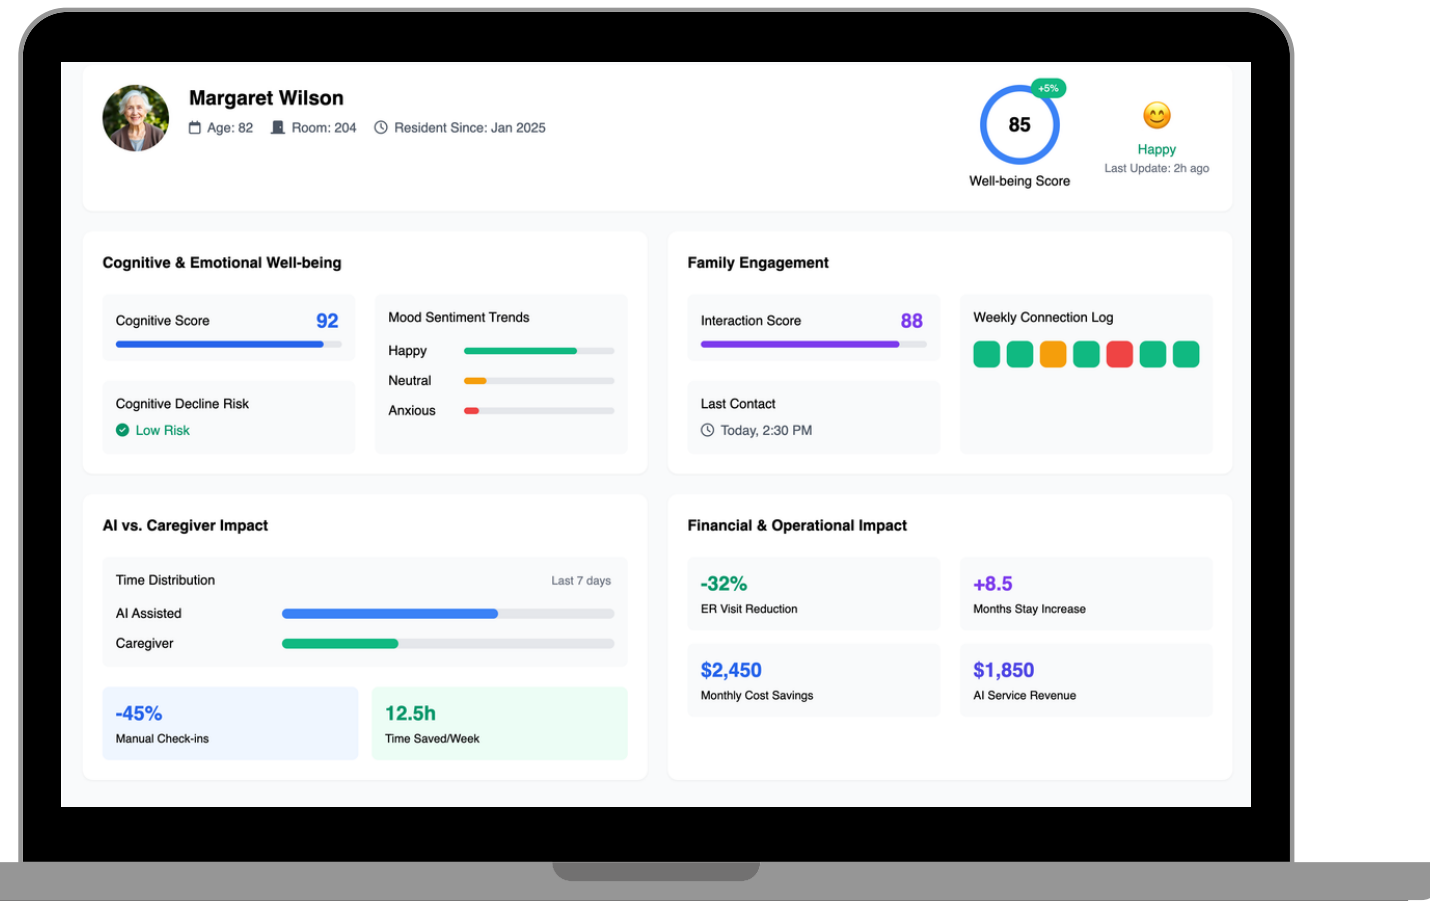 Margaret Wilson
Age: 82 Room: 204 Resident Since: Jan 2025
+5%
85
Well-being Score
Happy
Last Update: 2h ago
Cognitive & Emotional Well-being
Cognitive Score 92
Cognitive Decline Risk
Low Risk
Mood Sentiment Trends
Happy
Neutral
Anxious
Family Engagement
Interaction Score 88
Last Contact
Today, 2:30 PM
Weekly Connection Log
AI vs. Caregiver Impact
Time Distribution Last 7 days
AI Assisted
Caregiver
-45%
Manual Check-ins
12.5h
Time Saved/Week
Financial & Operational Impact
-32%
ER Visit Reduction
+8.5
Months Stay Increase
$2,450
Monthly Cost Savings
$1,850
AI Service Revenue